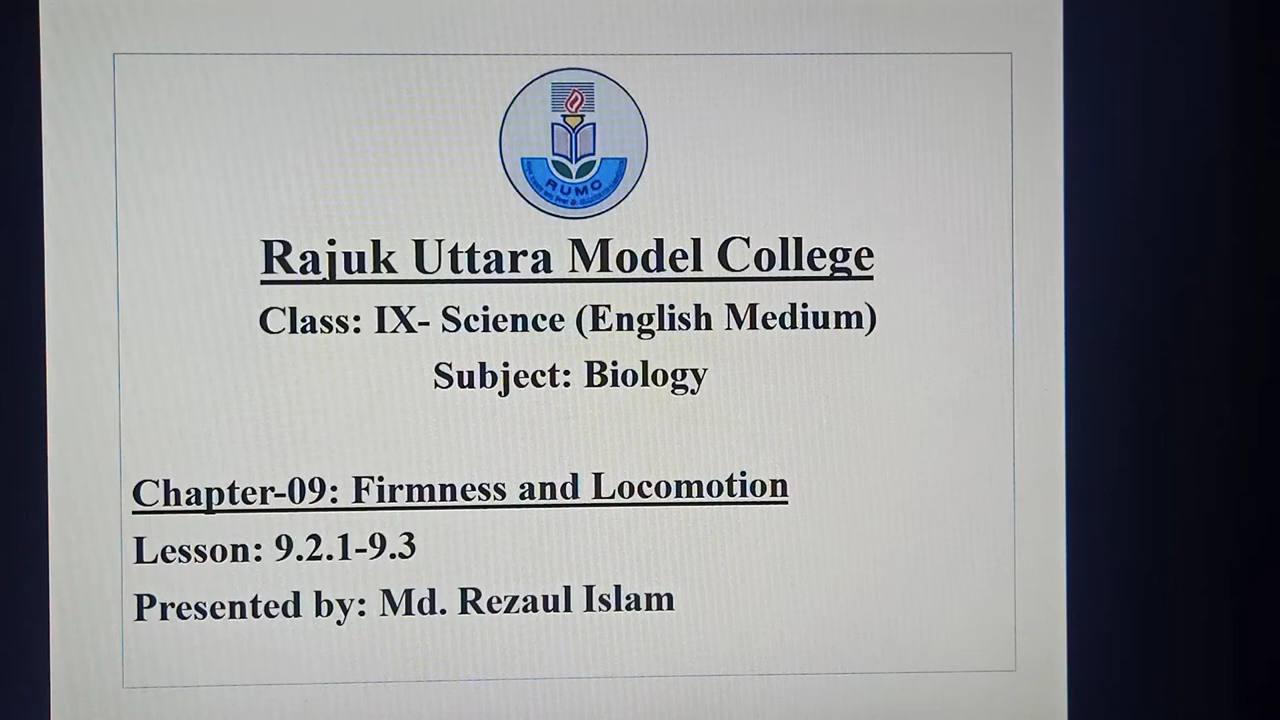 RUMC
Rajuk Uttara Model College
Class: IX- Science (English Medium)
Subject: Biology
Chapter-09: Firmness and Locomotion
Lesson: 9.2.1-9.3
Presented by: Md. Rezaul Islam